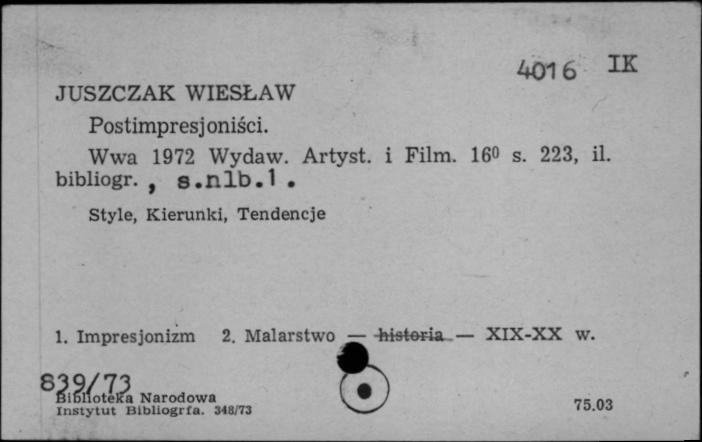 4016 IK
JUSZCZAK WIESŁAW
Postimpresjoniści.
Wwa 1972 Wydaw. Artyst. i Film. 16⁰ s. 223, il.
bibliogr. , s.nlb.1 .
Style, Kierunki, Tendencje
1. Impresjonizm 2. Malarstwo — historia — XIX-XX w.
839/73
Biblioteka Narodowa
Instytut Bibliogrfa. 348/73
75.03